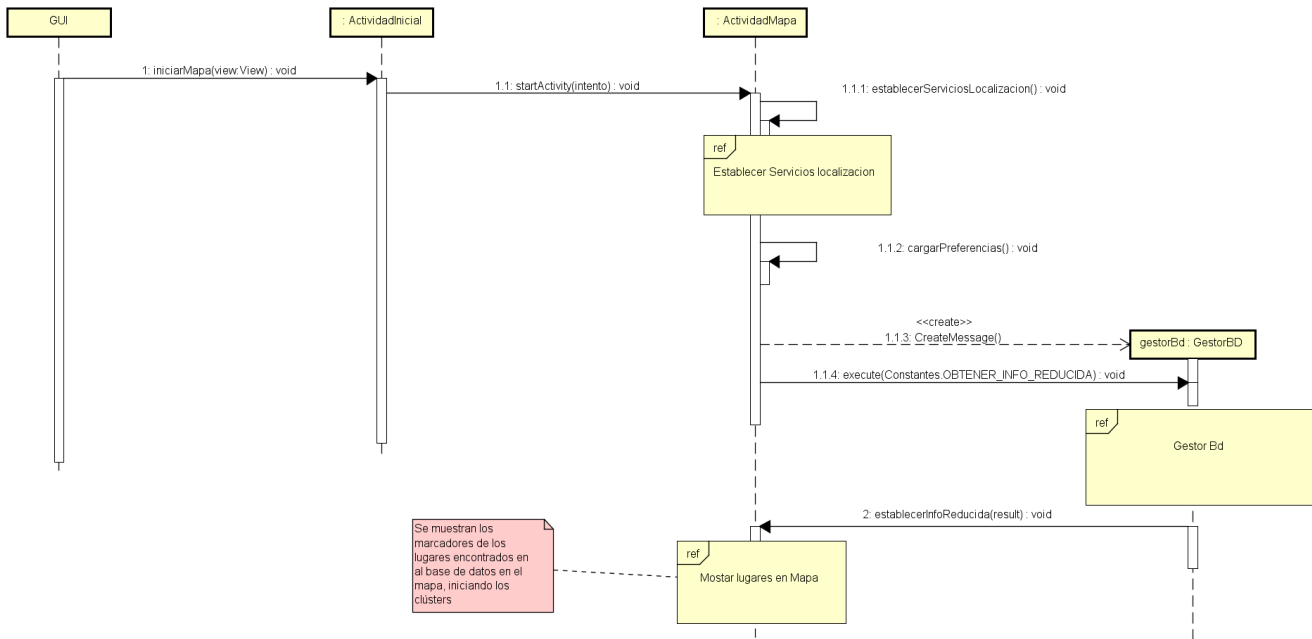 GUI
: ActividadInicial
: ActividadMapa
1: iniciarMapa(view:View) : void
1.1: startActivity(intento) : void
1.1.1: establecerServiciosLocalizacion() : void
ref
Establecer Servicios localizacion
1.1.2: cargarPreferencias() : void
<<create>>
1.1.3: CreateMessage()
gestorBd : GestorBD
1.1.4: execute(Constantes.OBTENER_INFO_REDUCIDA) : void
ref
Gestor Bd
2: establecerInfoReducida(result) : void
Se muestran los
marcadores de los
lugares encontrados en
al base de datos en el
mapa, iniciando los
clústers
ref
Mostar lugares en Mapa